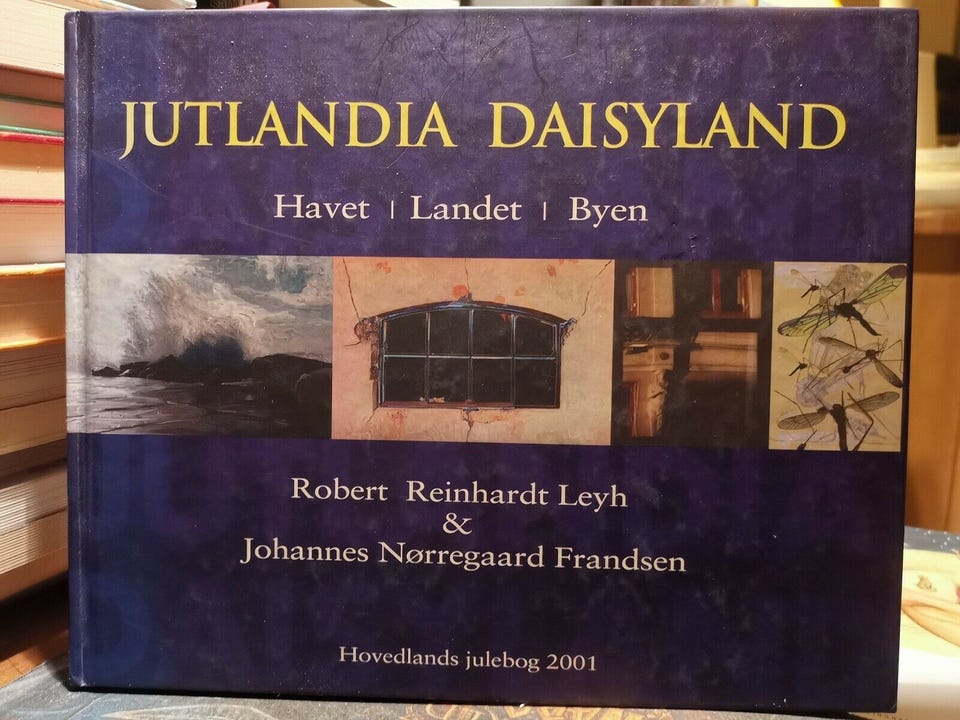 JUTLANDIA DAISYLAND
Havet | Landet | Byen
Robert Reinhardt Leyh
&
Johannes Nørregaard Frandsen
Hovedlands julebog 2001